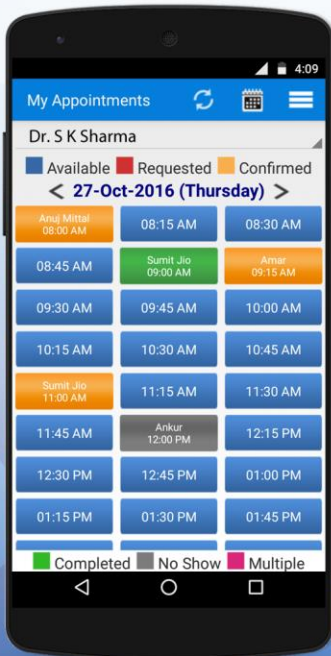 4:09
My Appointments
Dr. S K Sharma
Available Requested Confirmed
< 27-Oct-2016 (Thursday) >
Anuj Mittal
08:00 AM
08:15 AM
08:30 AM
08:45 AM
Sumit Jio
09:00 AM
Amar
09:15 AM
09:30 AM
09:45 AM
10:00 AM
10:15 AM
10:30 AM
10:45 AM
Sumit Jio
11:00 AM
11:15 AM
11:30 AM
11:45 AM
Ankur
12:00 PM
12:15 PM
12:30 PM
12:45 PM
01:00 PM
01:15 PM
01:30 PM
01:45 PM
Completed No Show Multiple